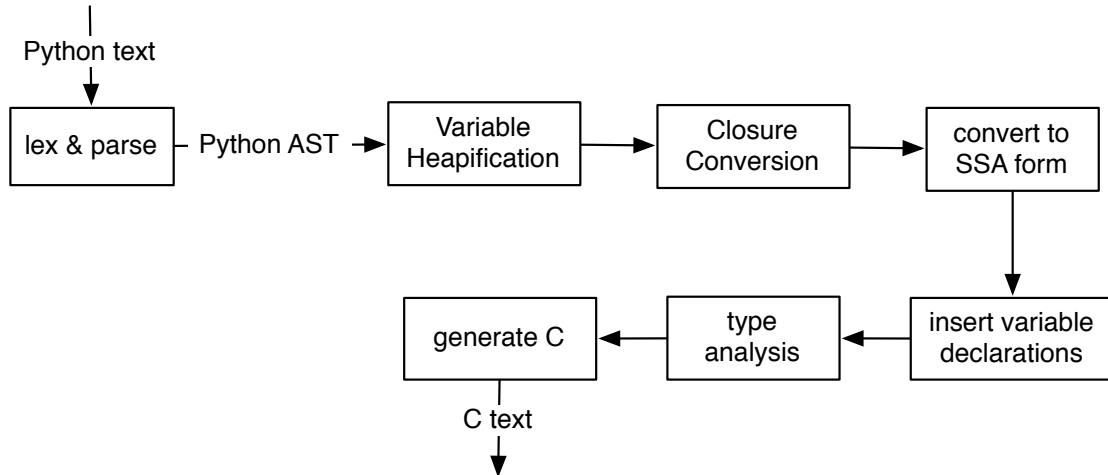 Python text
lex & parse
Python AST
Variable
Heapification
Closure
Conversion
convert to
SSA form
insert variable
declarations
type
analysis
generate C
C text